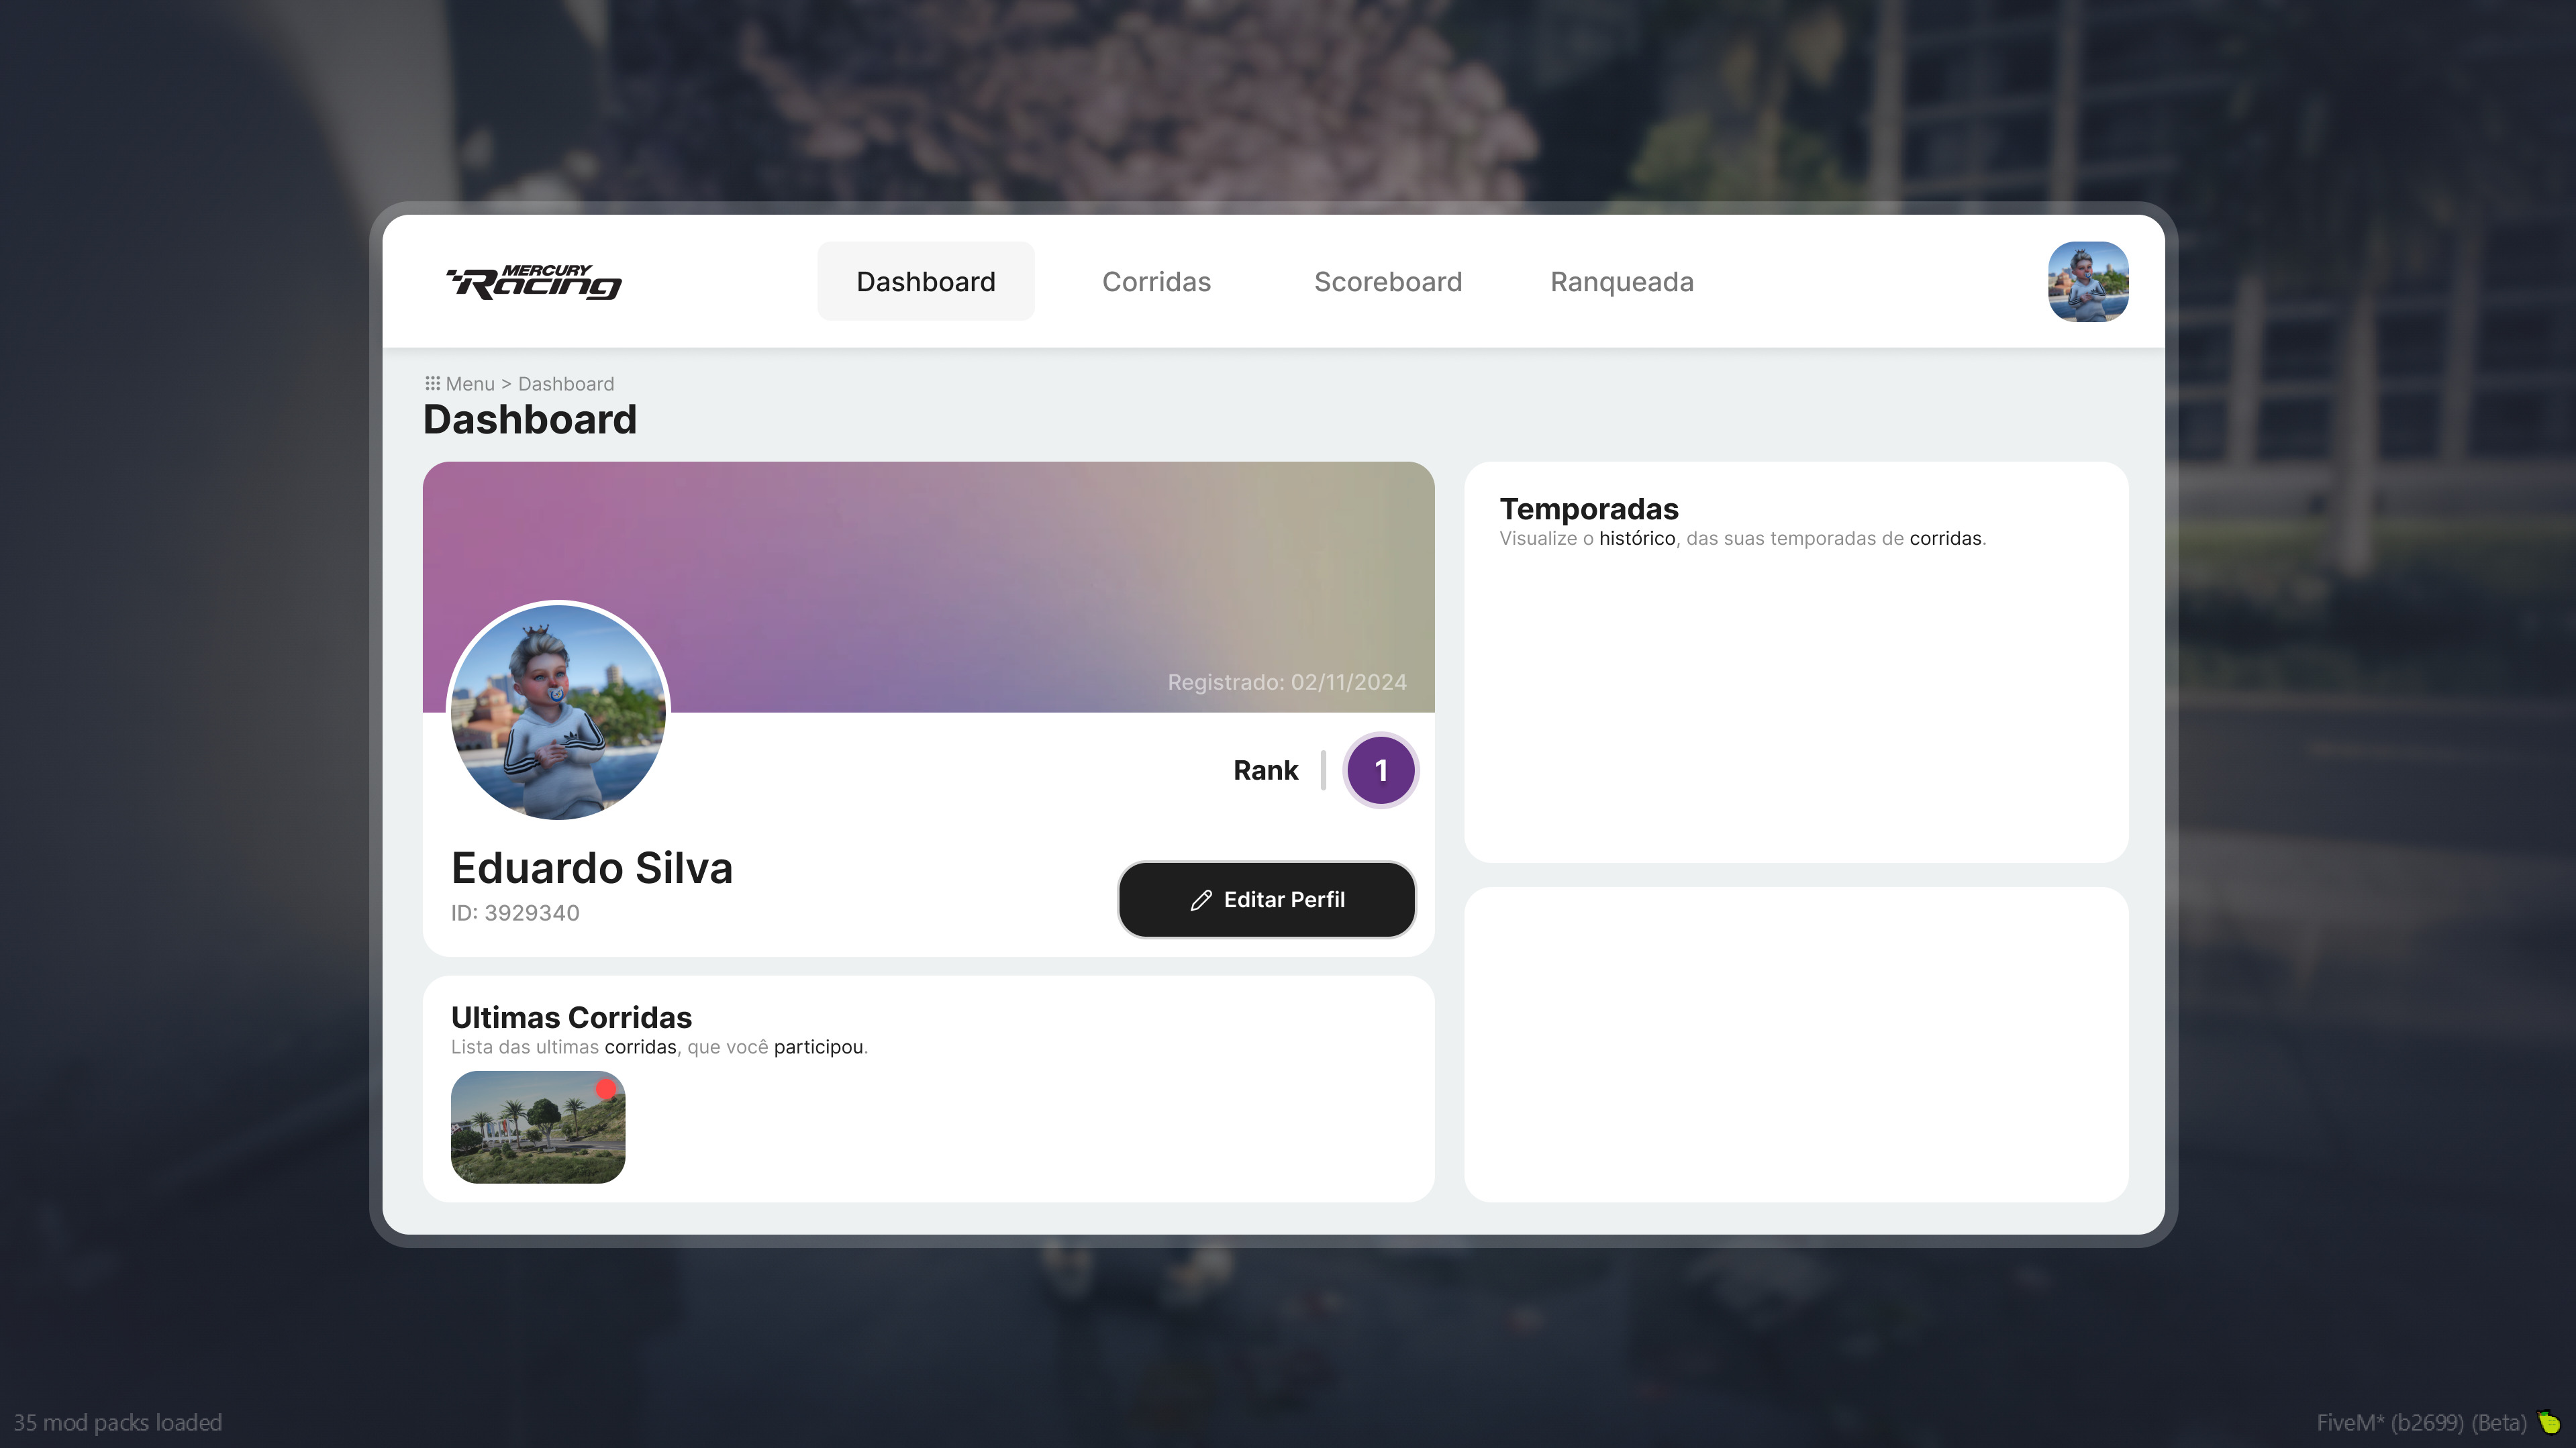 MERCURY
Racing
Dashboard
Corridas
Scoreboard
Ranqueada
Menu > Dashboard
Dashboard
Registrado: 02/11/2024
Rank
1
Eduardo Silva
ID: 3929340
Editar Perfil
Ultimas Corridas
Lista das ultimas corridas, que você participou.
Temporadas
Visualize o histórico, das suas temporadas de corridas.
35 mod packs loaded
FiveM* (b2699) (Beta)